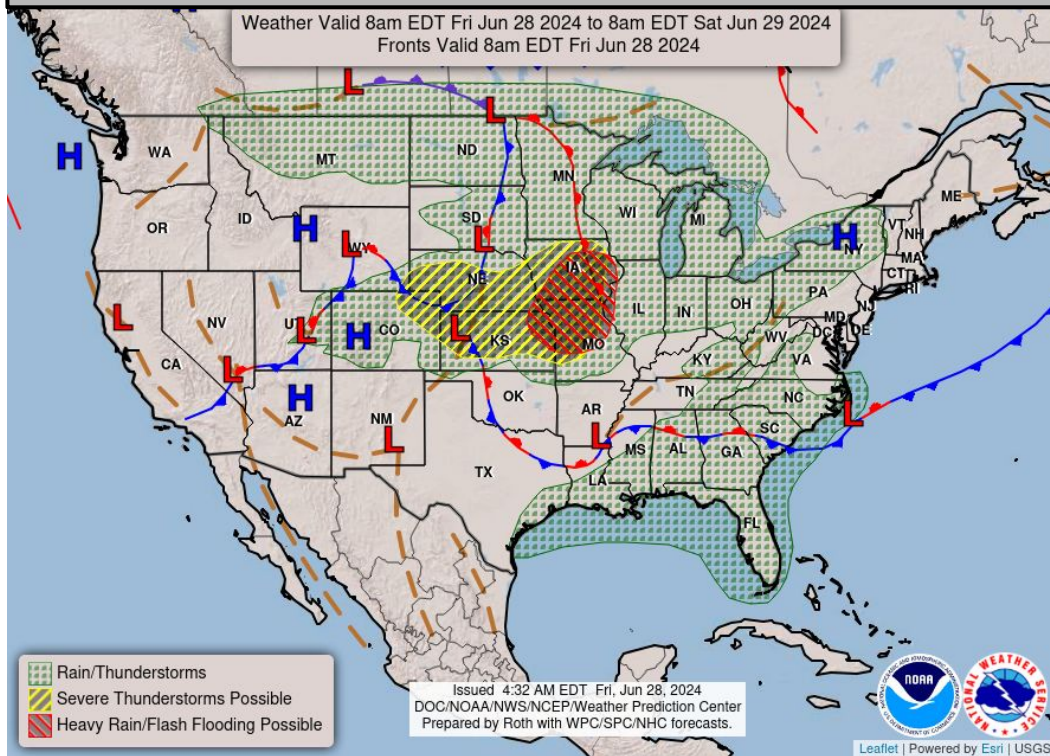 Weather Valid 8am EDT Fri Jun 28 2024 to 8am EDT Sat Jun 29 2024
Fronts Valid 8am EDT Fri Jun 28 2024
L
L
H
WA
MT
ND
MN
ME
OR
ID
H
L
WY
SD
L
WI
MI
H
NY
VT
NH
MA
CT
RI
NE
IA
PA
NJ
L
NV
UT
L
H
CO
L
KS
MO
IL
IN
OH
MD
DE
DC
WV
VA
CA
L
KY
H
AZ
NM
L
OK
AR
TN
NC
L
L
MS
AL
GA
SC
TX
LA
FL
Rain/Thunderstorms
Severe Thunderstorms Possible
Heavy Rain/Flash Flooding Possible
Issued 4:32 AM EDT Fri, Jun 28, 2024
DOC/NOAA/NWS/NCEP/Weather Prediction Center
Prepared by Roth with WPC/SPC/NHC forecasts.
NOAA
NATIONAL WEATHER SERVICE
Leaflet | Powered by Esri | USGS